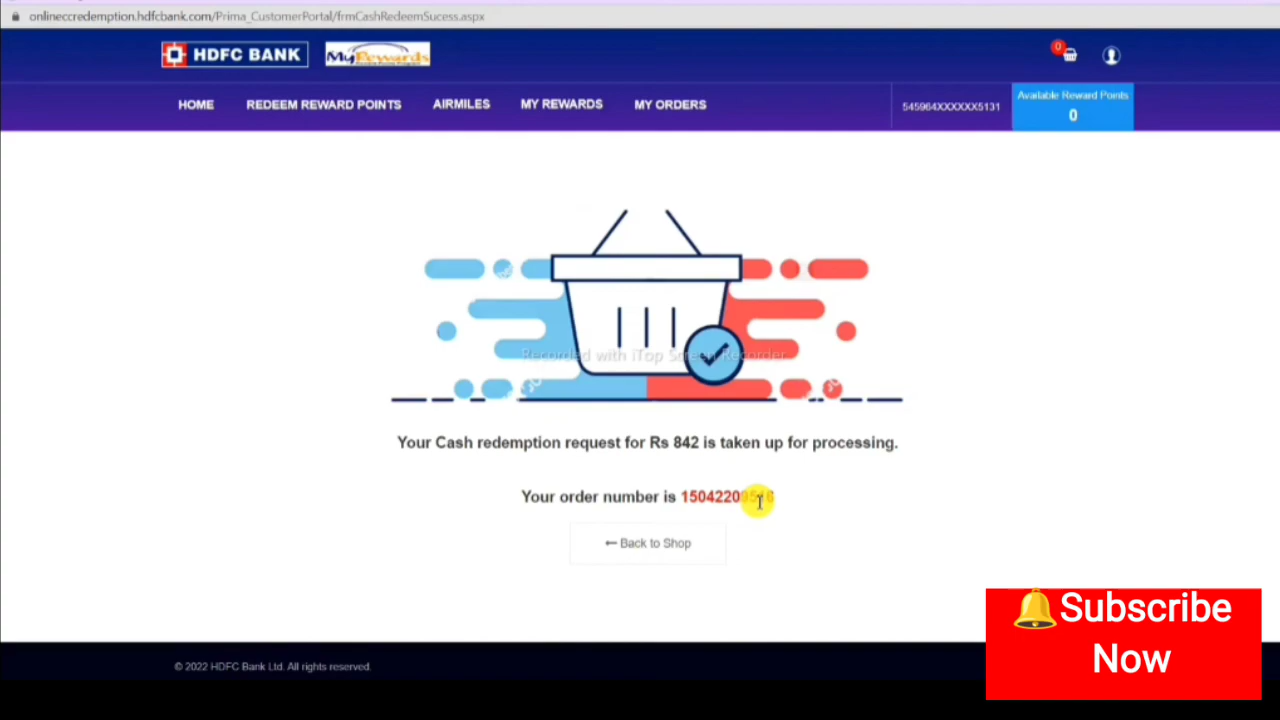 onlineccredemption.hdfcbank.com/Prima_CustomerPortal/frmCashRedeemSucess.aspx
HDFC BANK
MyRewards
0
HOME
REDEEM REWARD POINTS
AIRMILES
MY REWARDS
MY ORDERS
545964XXXXXX5131
Available Reward Points
0
Recorded with iTop Screen Recorder
Your Cash redemption request for Rs 842 is taken up for processing.
Your order number is
Back to Shop
🔔Subscribe
Now
© 2022 HDFC Bank Ltd. All rights reserved.